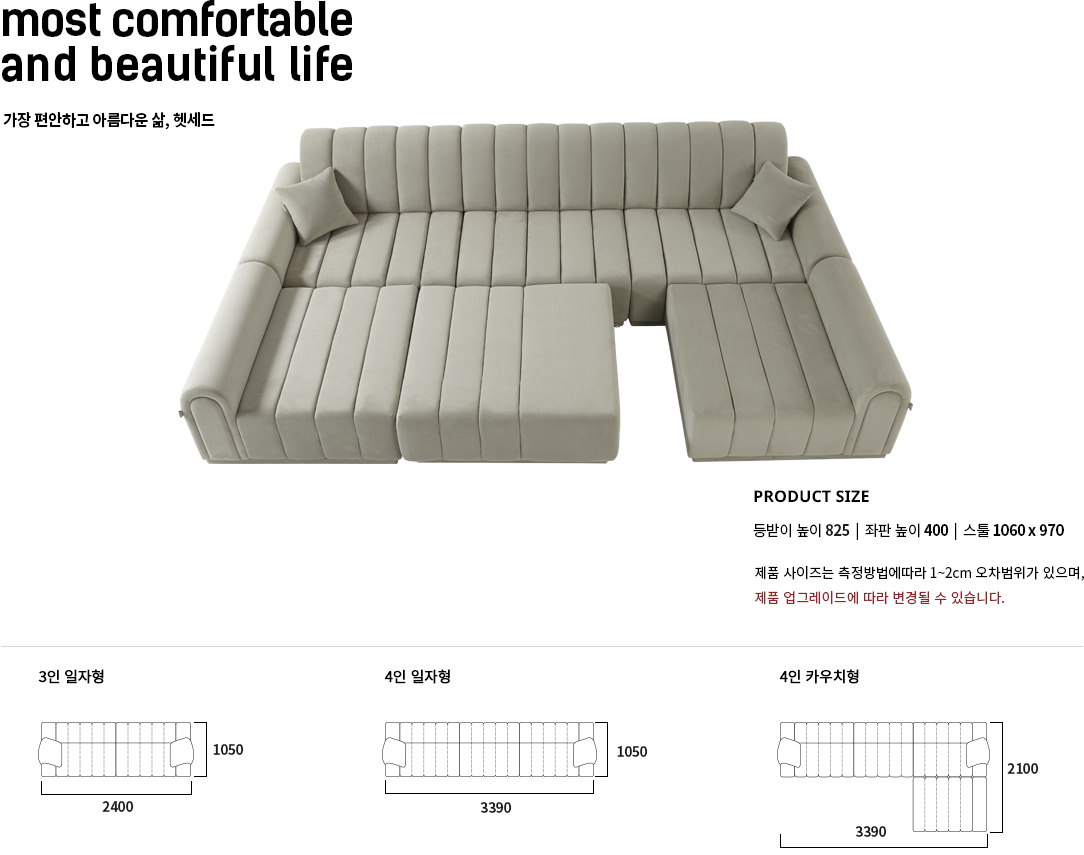 most comfortable
and beautiful life
가장 편안하고 아름다운 삶, 헷세드
PRODUCT SIZE
등받이 높이 825 | 좌판 높이 400 | 스툴 1060 x 970
제품 사이즈는 측정방법에따라 1~2cm 오차범위가 있으며,
제품 업그레이드에 따라 변경될 수 있습니다.
3인 일자형
1050
2400
4인 일자형
1050
3390
4인 카우치형
2100
3390